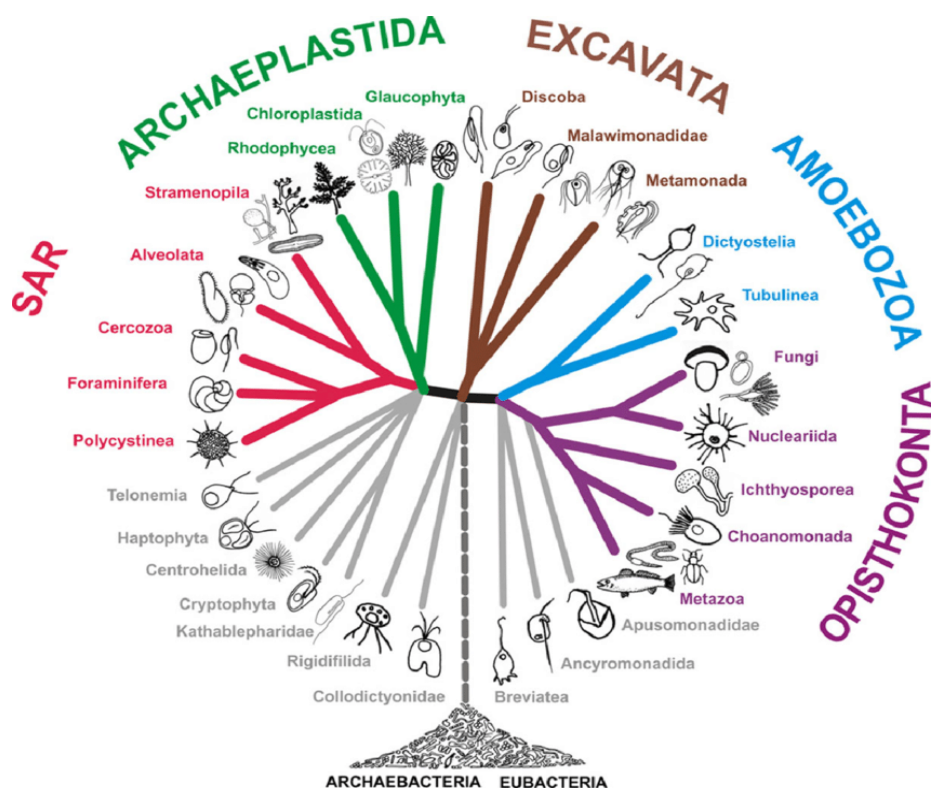 ARCHAEPLASTIDA
EXCAVATA
AMOEBOZOA
OPISTHOKONTA
SAR
Glaucophyta
Chloroplastida
Rhodophycea
Stramenopila
Alveolata
Cercozoa
Foraminifera
Polycystinea
Telonemia
Haptophyta
Centrohelida
Cryptophyta
Kathablepharidae
Rigidifilida
Collodictyonidae
Discoba
Malawimonadidae
Metamonada
Dictyostelia
Tubulinea
Fungi
Nucleariida
Ichthyosporea
Choanomonada
Metazoa
Apusomonadidae
Ancyromonadida
Breviatea
ARCHAEBACTERIA EUBACTERIA